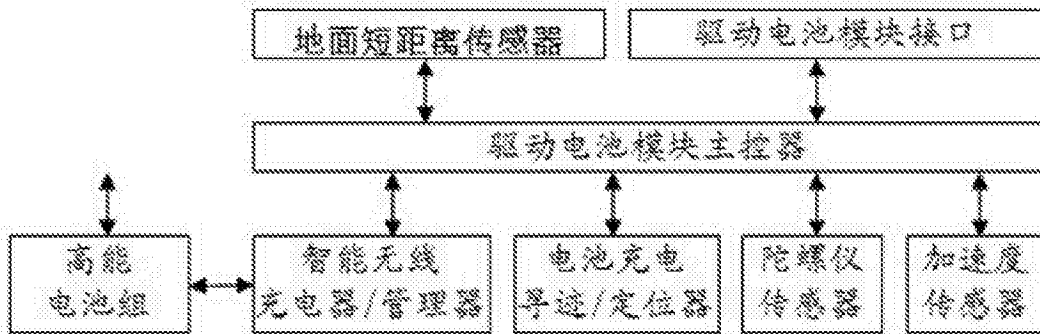 地面短距离传感器
驱动电池模块接口
驱动电池模块主控器
高能
电池组
智能无线
充电器/管理器
电池充电
寻迹/定位器
陀螺仪
传感器
加速度
传感器